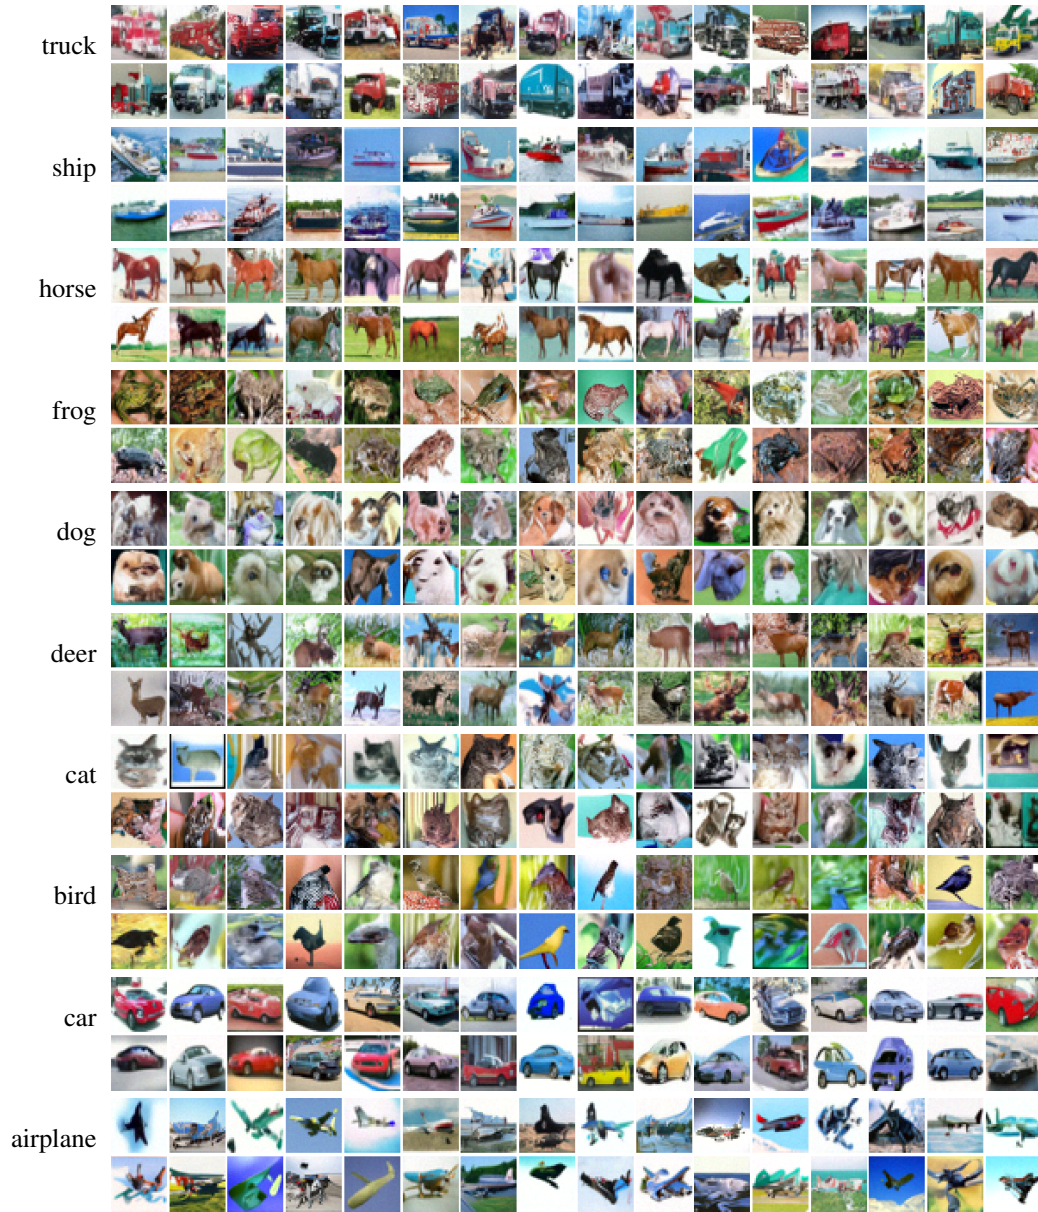 truck
ship
horse
frog
dog
deer
cat
bird
car
airplane